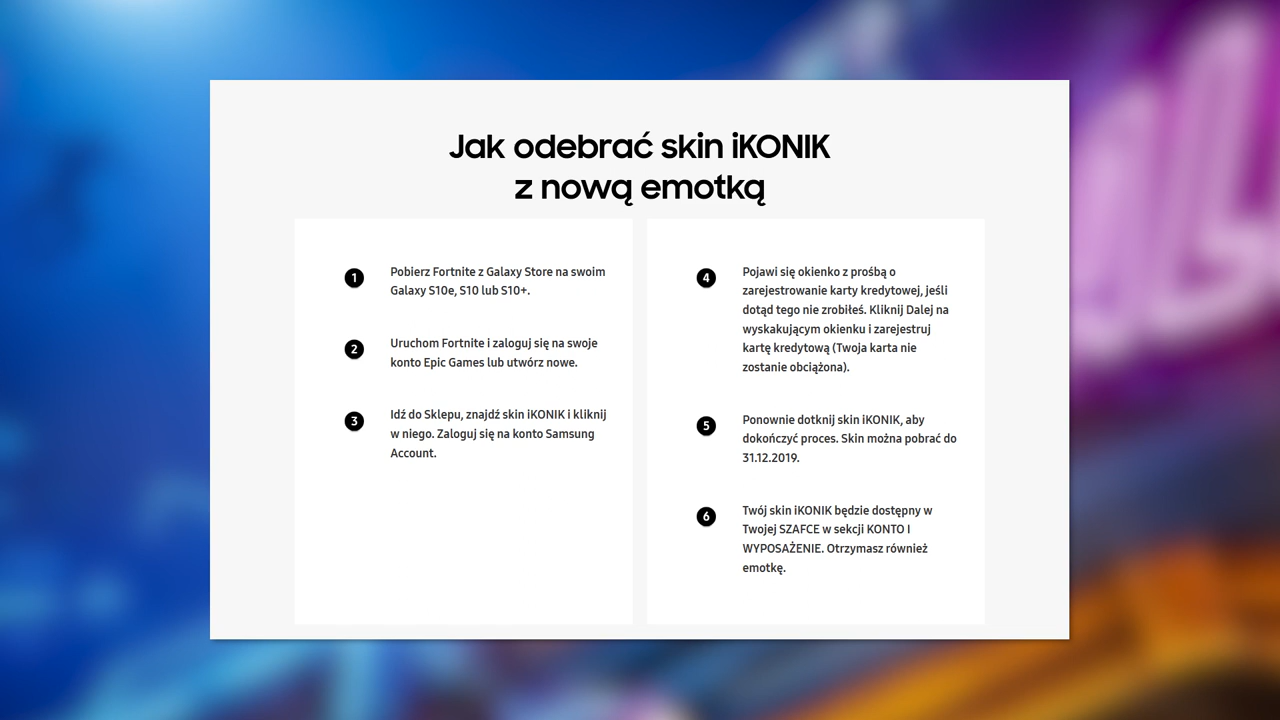 Jak odebrać skin iKONIK
z nową emotką
1 Pobierz Fortnite z Galaxy Store na swoim
Galaxy S10e, S10 lub S10+.
2 Uruchom Fortnite i zaloguj się na swoje
konto Epic Games lub utwórz nowe.
3 Idź do Sklepu, znajdź skin iKONIK i kliknij
w niego. Zaloguj się na konto Samsung
Account.
4 Pojawi się okienko z prośbą o
zarejestrowanie karty kredytowej, jeśli
dotąd tego nie zrobiłeś. Kliknij Dalej na
wyskakującym okienku i zarejestruj
kartę kredytową (Twoja karta nie
zostanie obciążona).
5 Ponownie dotknij skin iKONIK, aby
dokończyć proces. Skin można pobrać do
31.12.2019.
6 Twój skin iKONIK będzie dostępny w
Twojej SZAFCE w sekcji KONTO I
WYPOSAŻENIE. Otrzymasz również
emotkę.